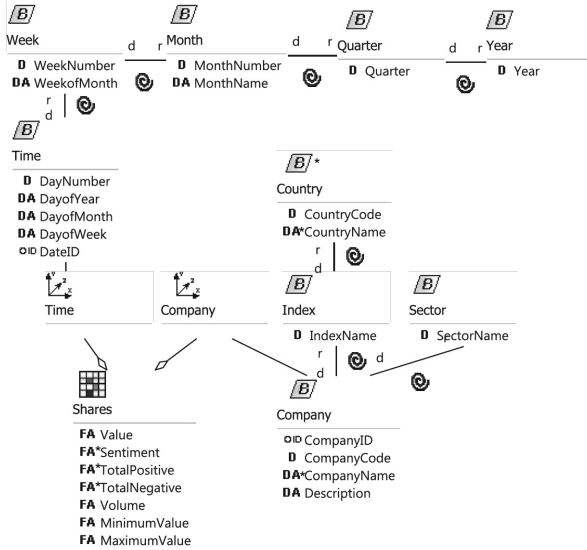 B B B B
Week d r Month d r Quarter d r Year
D WeekNumber D MonthNumber D Quarter D Year
DA WeekofMonth DA MonthName
r
d
B
Time B *
Country
D DayNumber
DA DayofYear D CountryCode
DA DayofMonth DA*CountryName
DA DayofWeek r
OID DateID d
Y Z X Y Z X B B
Time Company Index Sector
D IndexName D SectorName
r d
d
B
Shares Company
FA Value OID CompanyID
FA*Sentiment D CompanyCode
FA*TotalPositive DA*CompanyName
FA*TotalNegative DA Description
FA Volume
FA MinimumValue
FA MaximumValue